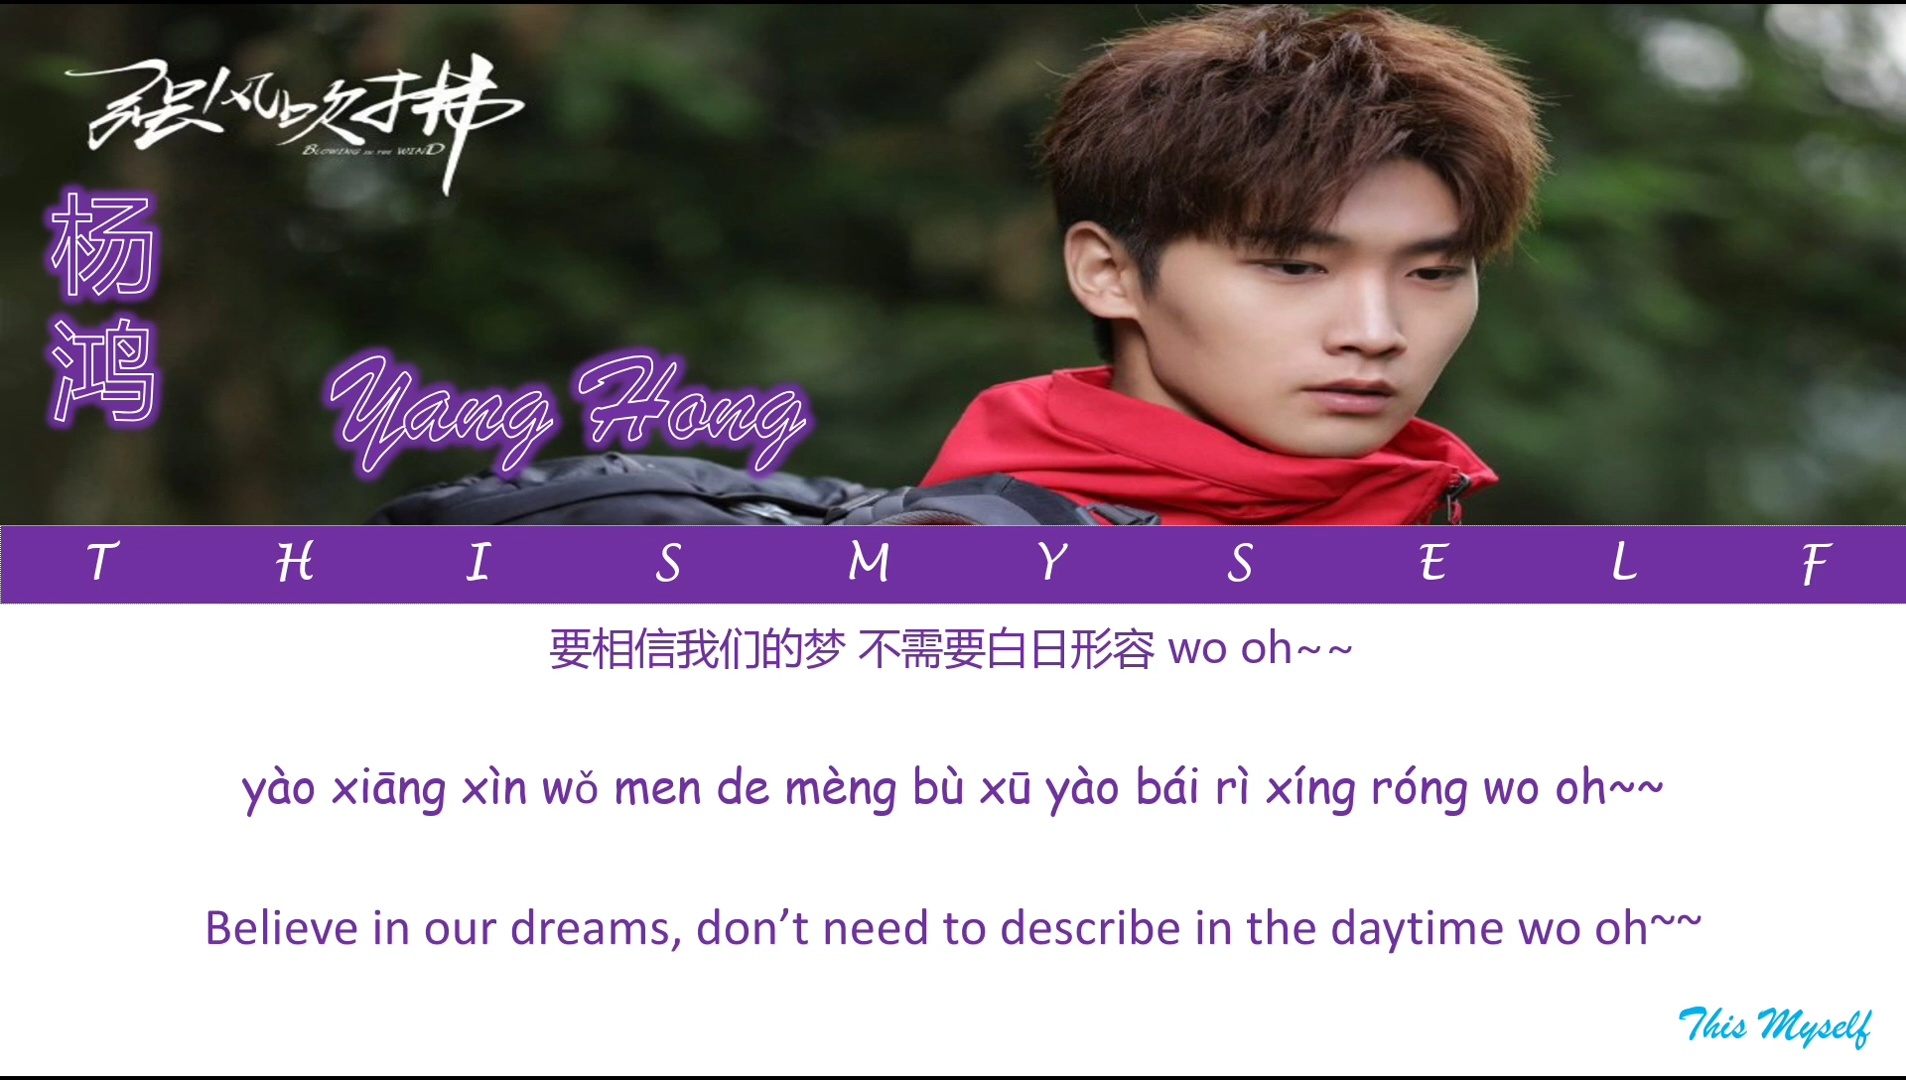 强风吹拂
BLOWING IN THE WIND
杨鸿
Yang Hong
T H I S M Y S E L F
要相信我们的梦 不需要白日形容 wo oh~~
yào xiāng xìn wǒ men de mèng bù xū yào bái rì xíng róng wo oh~~
Believe in our dreams, don’t need to describe in the daytime wo oh~~
This Myself